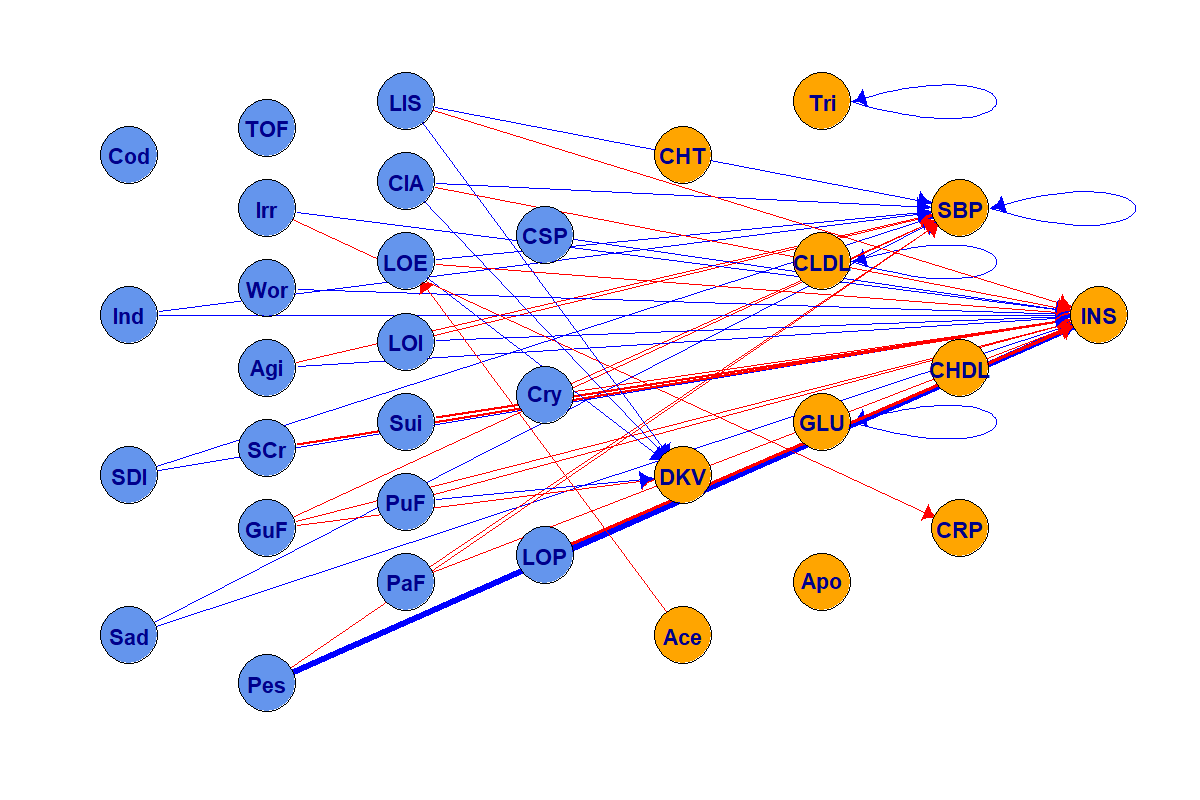 LIS
Tri
TOF
Cod
CHT
CIA
Irr
SBP
CSP
LOE
CLDL
Wor
Ind
INS
LOI
Agi
CHDL
Cry
Sui
GLU
SCr
SDI
DKV
PuF
GuF
CRP
LOP
PaF
Apo
Sad
Ace
Pes